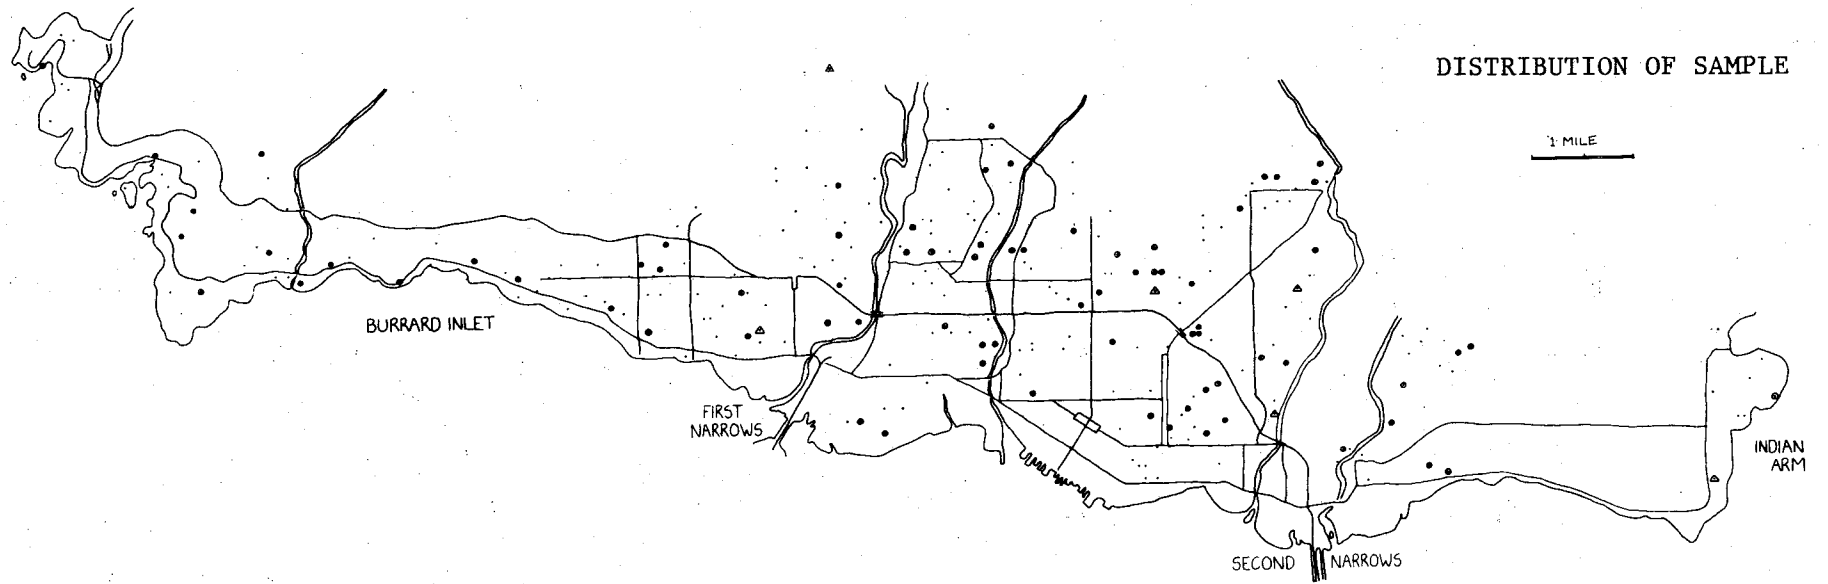 DISTRIBUTION OF SAMPLE
1 MILE
BURRARD INLET
FIRST
NARROWS
INDIAN
ARM
SECOND NARROWS